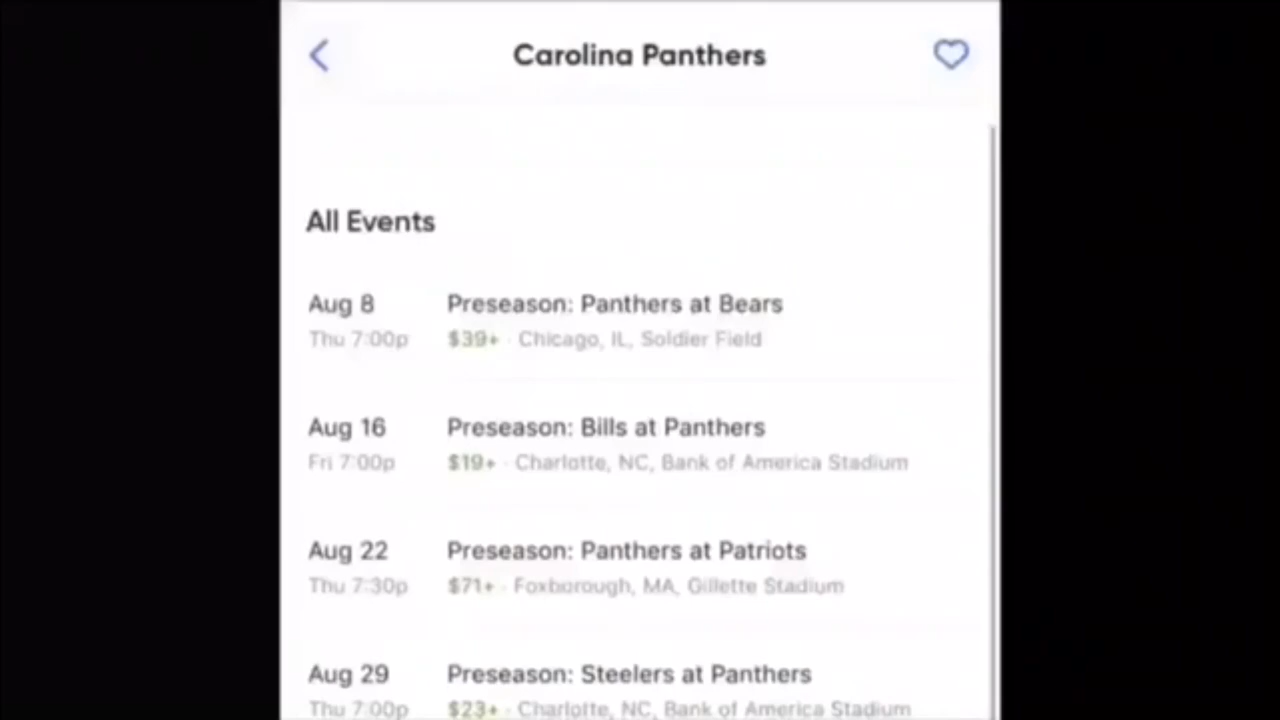 Carolina Panthers
All Events
Aug 8
Preseason: Panthers at Bears
Thu 7:00p
$39+ · Chicago, IL, Soldier Field
Aug 16
Preseason: Bills at Panthers
Fri 7:00p
$19+ · Charlotte, NC, Bank of America Stadium
Aug 22
Preseason: Panthers at Patriots
Thu 7:30p
$71+ · Foxborough, MA, Gillette Stadium
Aug 29
Preseason: Steelers at Panthers
Thu 7:00p
$23+ · Charlotte, NC, Bank of America Stadium